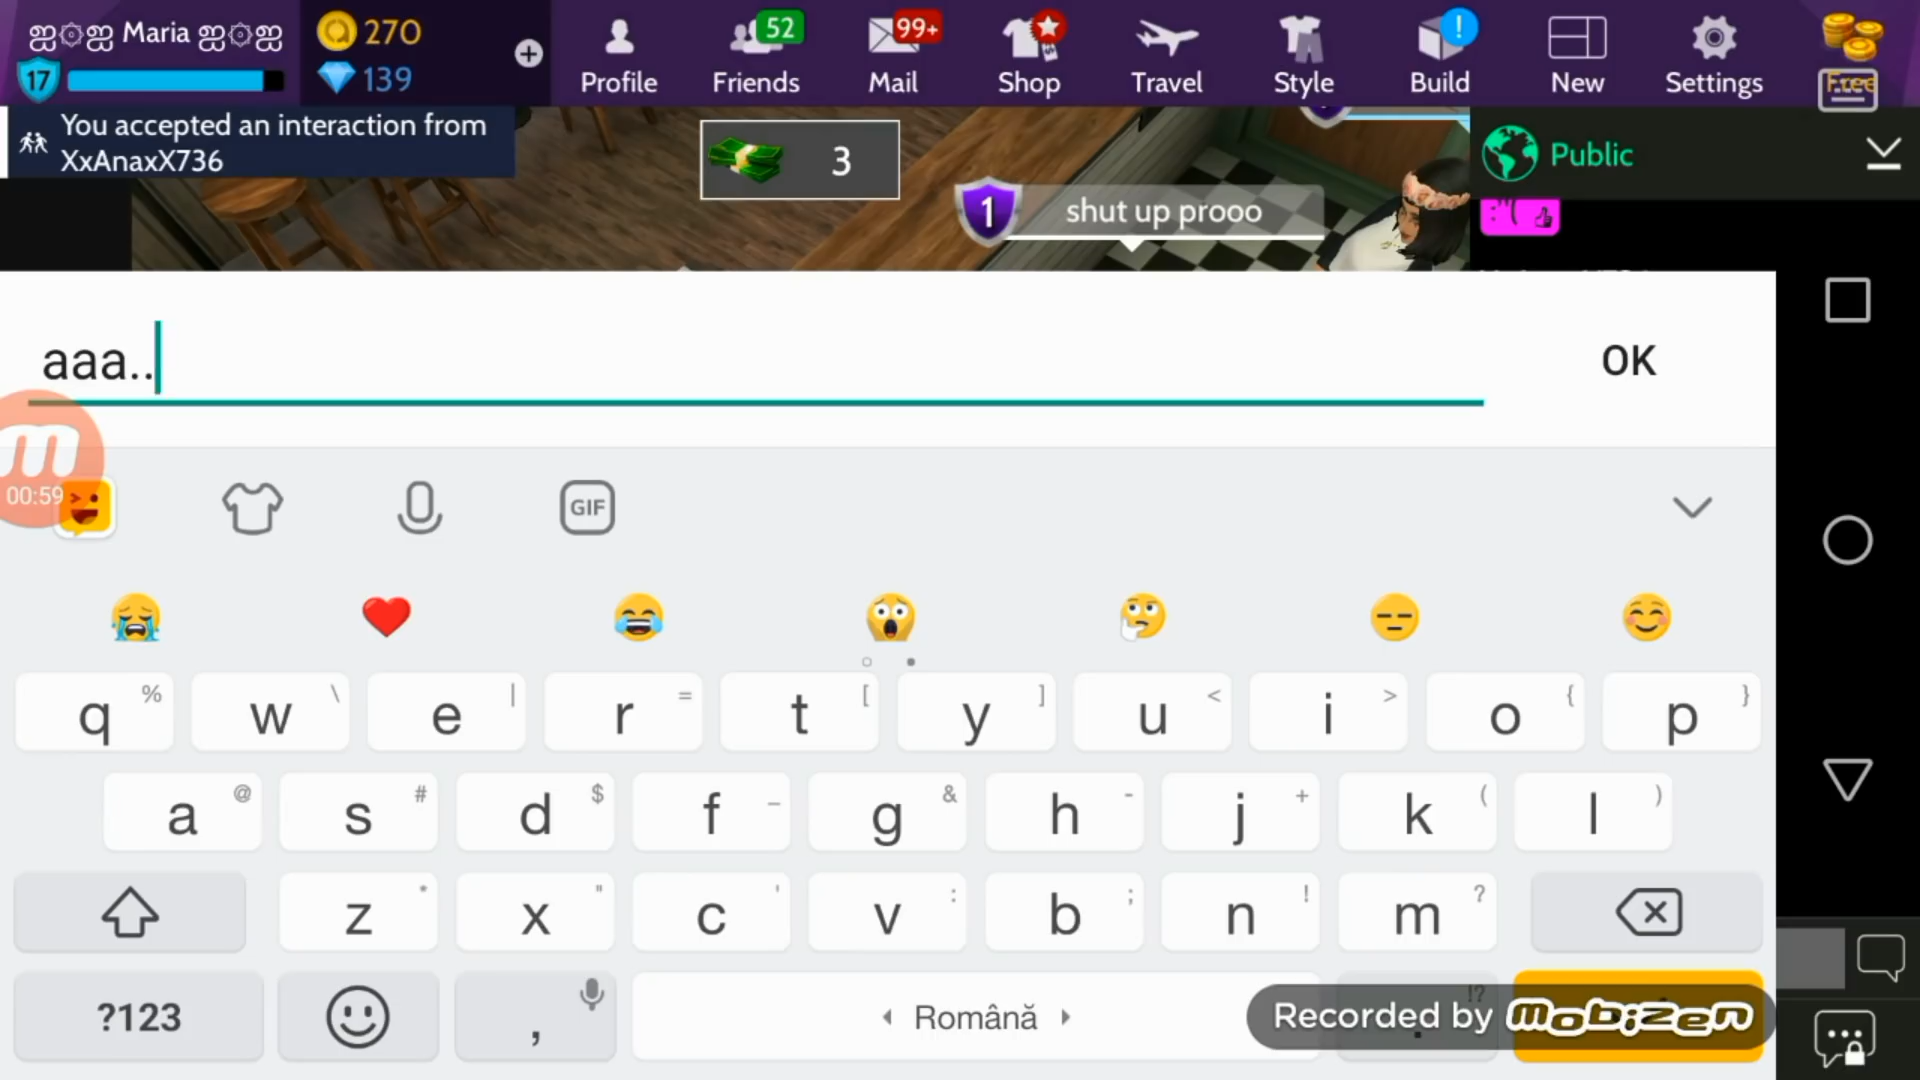 ஐ۞ஐ Maria ஐ۞ஐ
17
270
139
52
99+
!
Profile
Friends
Mail
Shop
Travel
Style
Build
New
Settings
Free
You accepted an interaction from
XxAnaxX736
3
1
shut up prooo
Public
:"(
aaa..
OK
00:59
GIF
q % w \ e | r = t [ y ] u < i > o { p }
a @ s # d $ f _ g & h - j + k ( l )
z * x " c ' v : b ; n ! m ?
?123
,
Română
!?
.
Recorded by mobizen